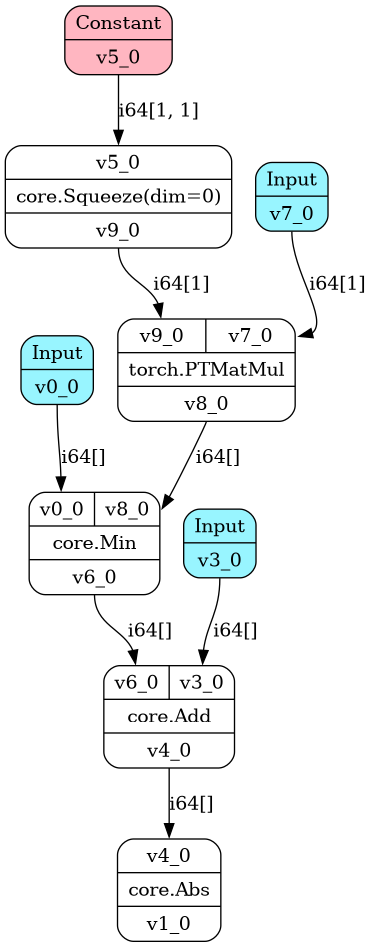 Constant
v5_0
i64[1, 1]
v5_0
core.Squeeze(dim=0)
v9_0
Input
v7_0
i64[1]
i64[1]
v9_0 v7_0
torch.PTMatMul
v8_0
Input
v0_0
i64[]
i64[]
v0_0 v8_0
core.Min
v6_0
Input
v3_0
i64[]
i64[]
v6_0 v3_0
core.Add
v4_0
i64[]
v4_0
core.Abs
v1_0